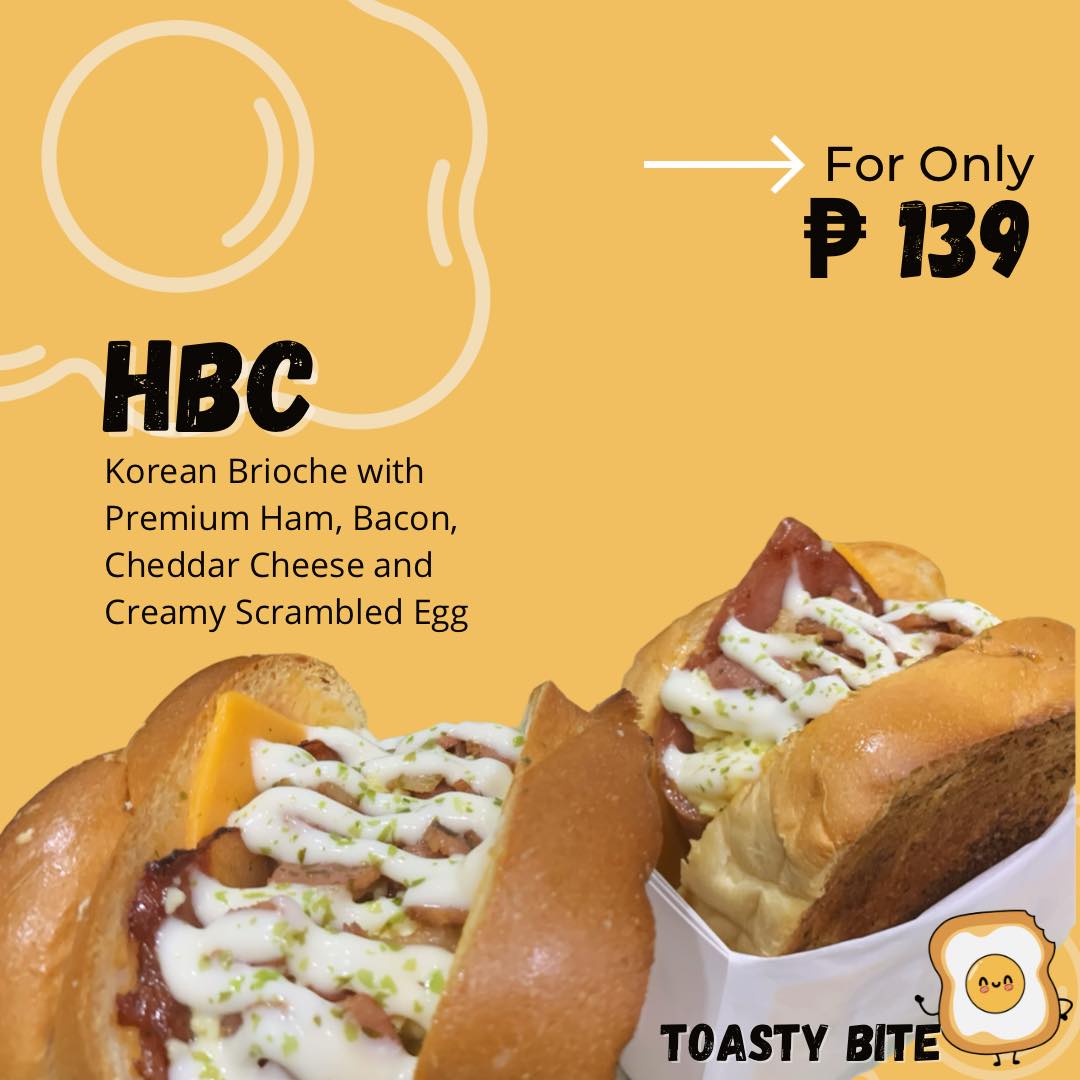 For Only
₱ 139
HBC
Korean Brioche with
Premium Ham, Bacon,
Cheddar Cheese and
Creamy Scrambled Egg
TOASTY BITE